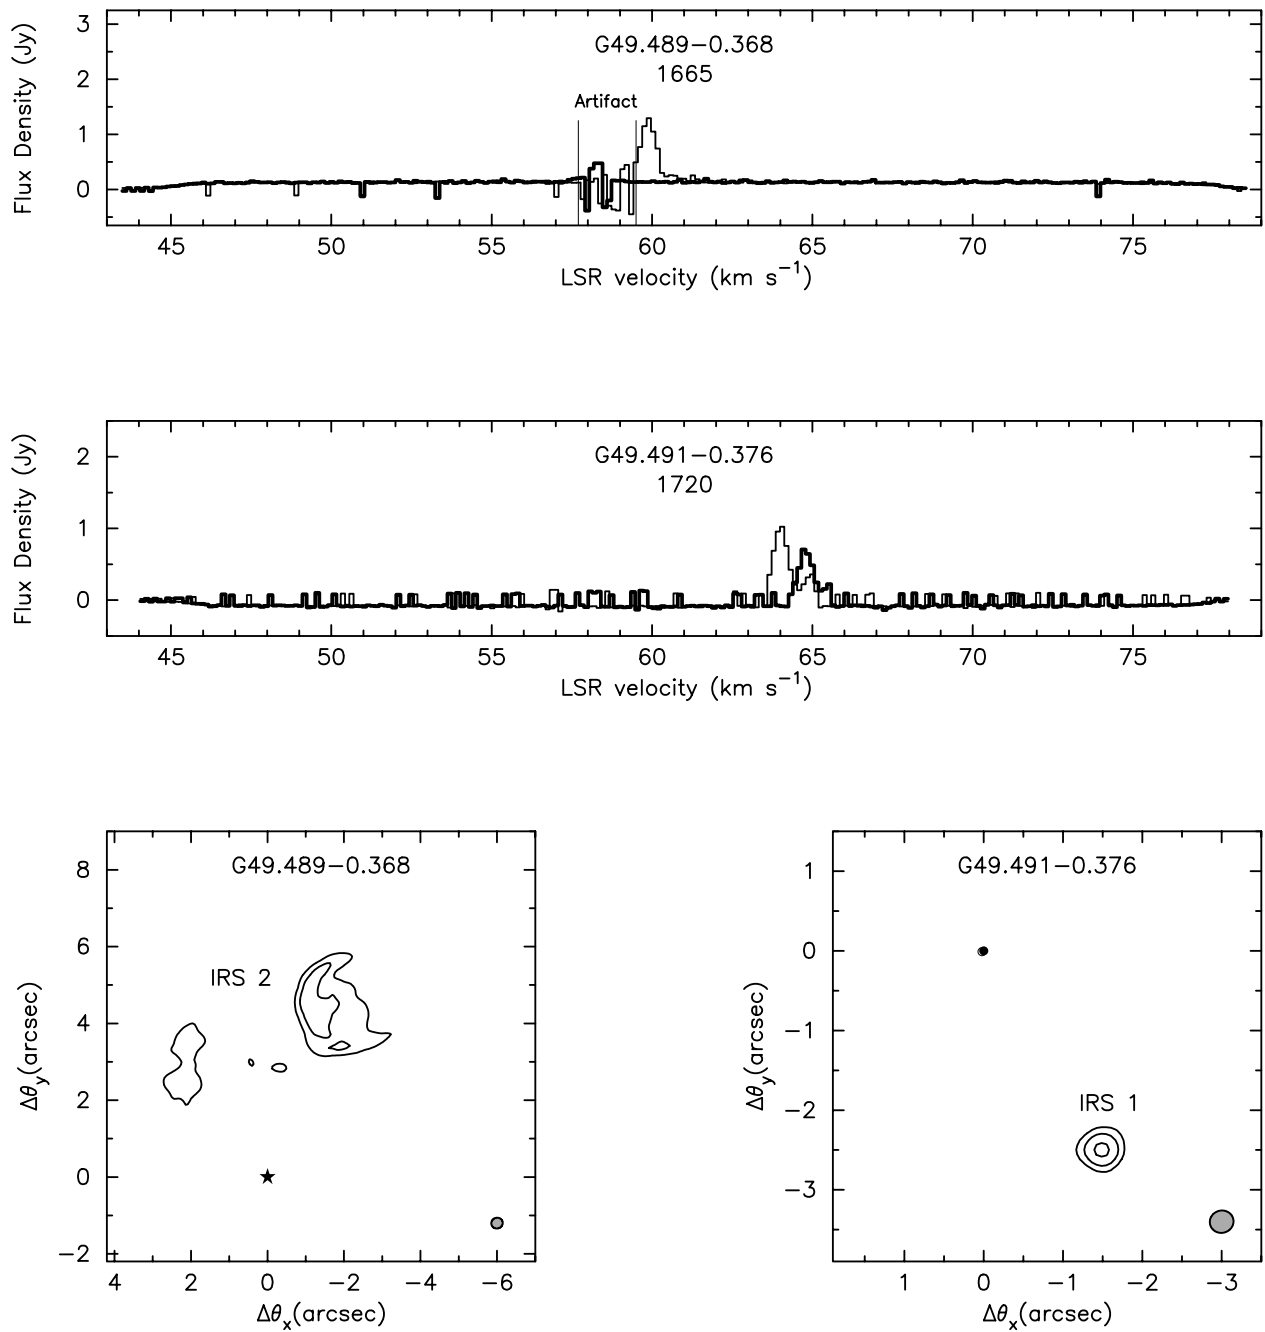 G49.489−0.368
1665
Artifact
Flux Density (Jy)
3
2
1
0
45 50 55 60 65 70 75
LSR velocity (km s−1)
G49.491−0.376
1720
Flux Density (Jy)
2
1
0
45 50 55 60 65 70 75
LSR velocity (km s−1)
G49.489−0.368
IRS 2
Δθy(arcsec)
8
6
4
2
0
−2
4 2 0 −2 −4 −6
Δθx(arcsec)
G49.491−0.376
IRS 1
Δθy(arcsec)
1
0
−1
−2
−3
1 0 −1 −2 −3
Δθx(arcsec)